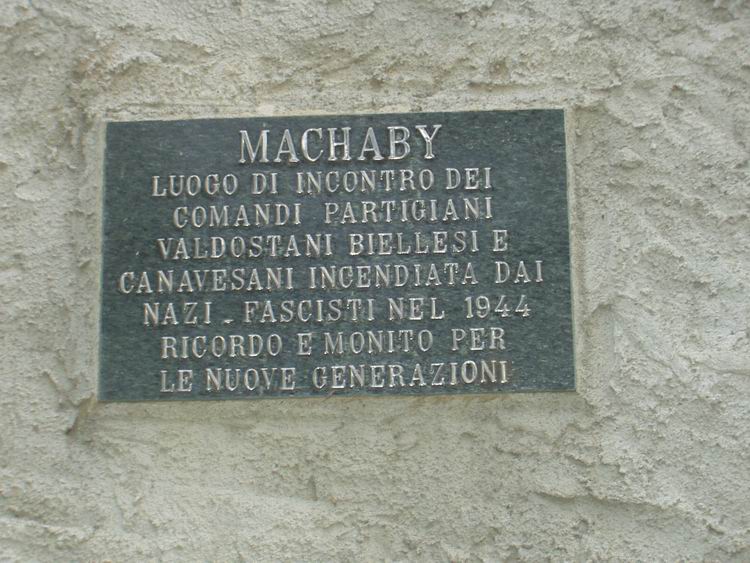 MACHABY
LUOGO DI INCONTRO DEI
COMANDI PARTIGIANI
VALDOSTANI BIELLESI E
CANAVESANI INCENDIATA DAI
NAZI - FASCISTI NEL 1944
RICORDO E MONITO PER
LE NUOVE GENERAZIONI